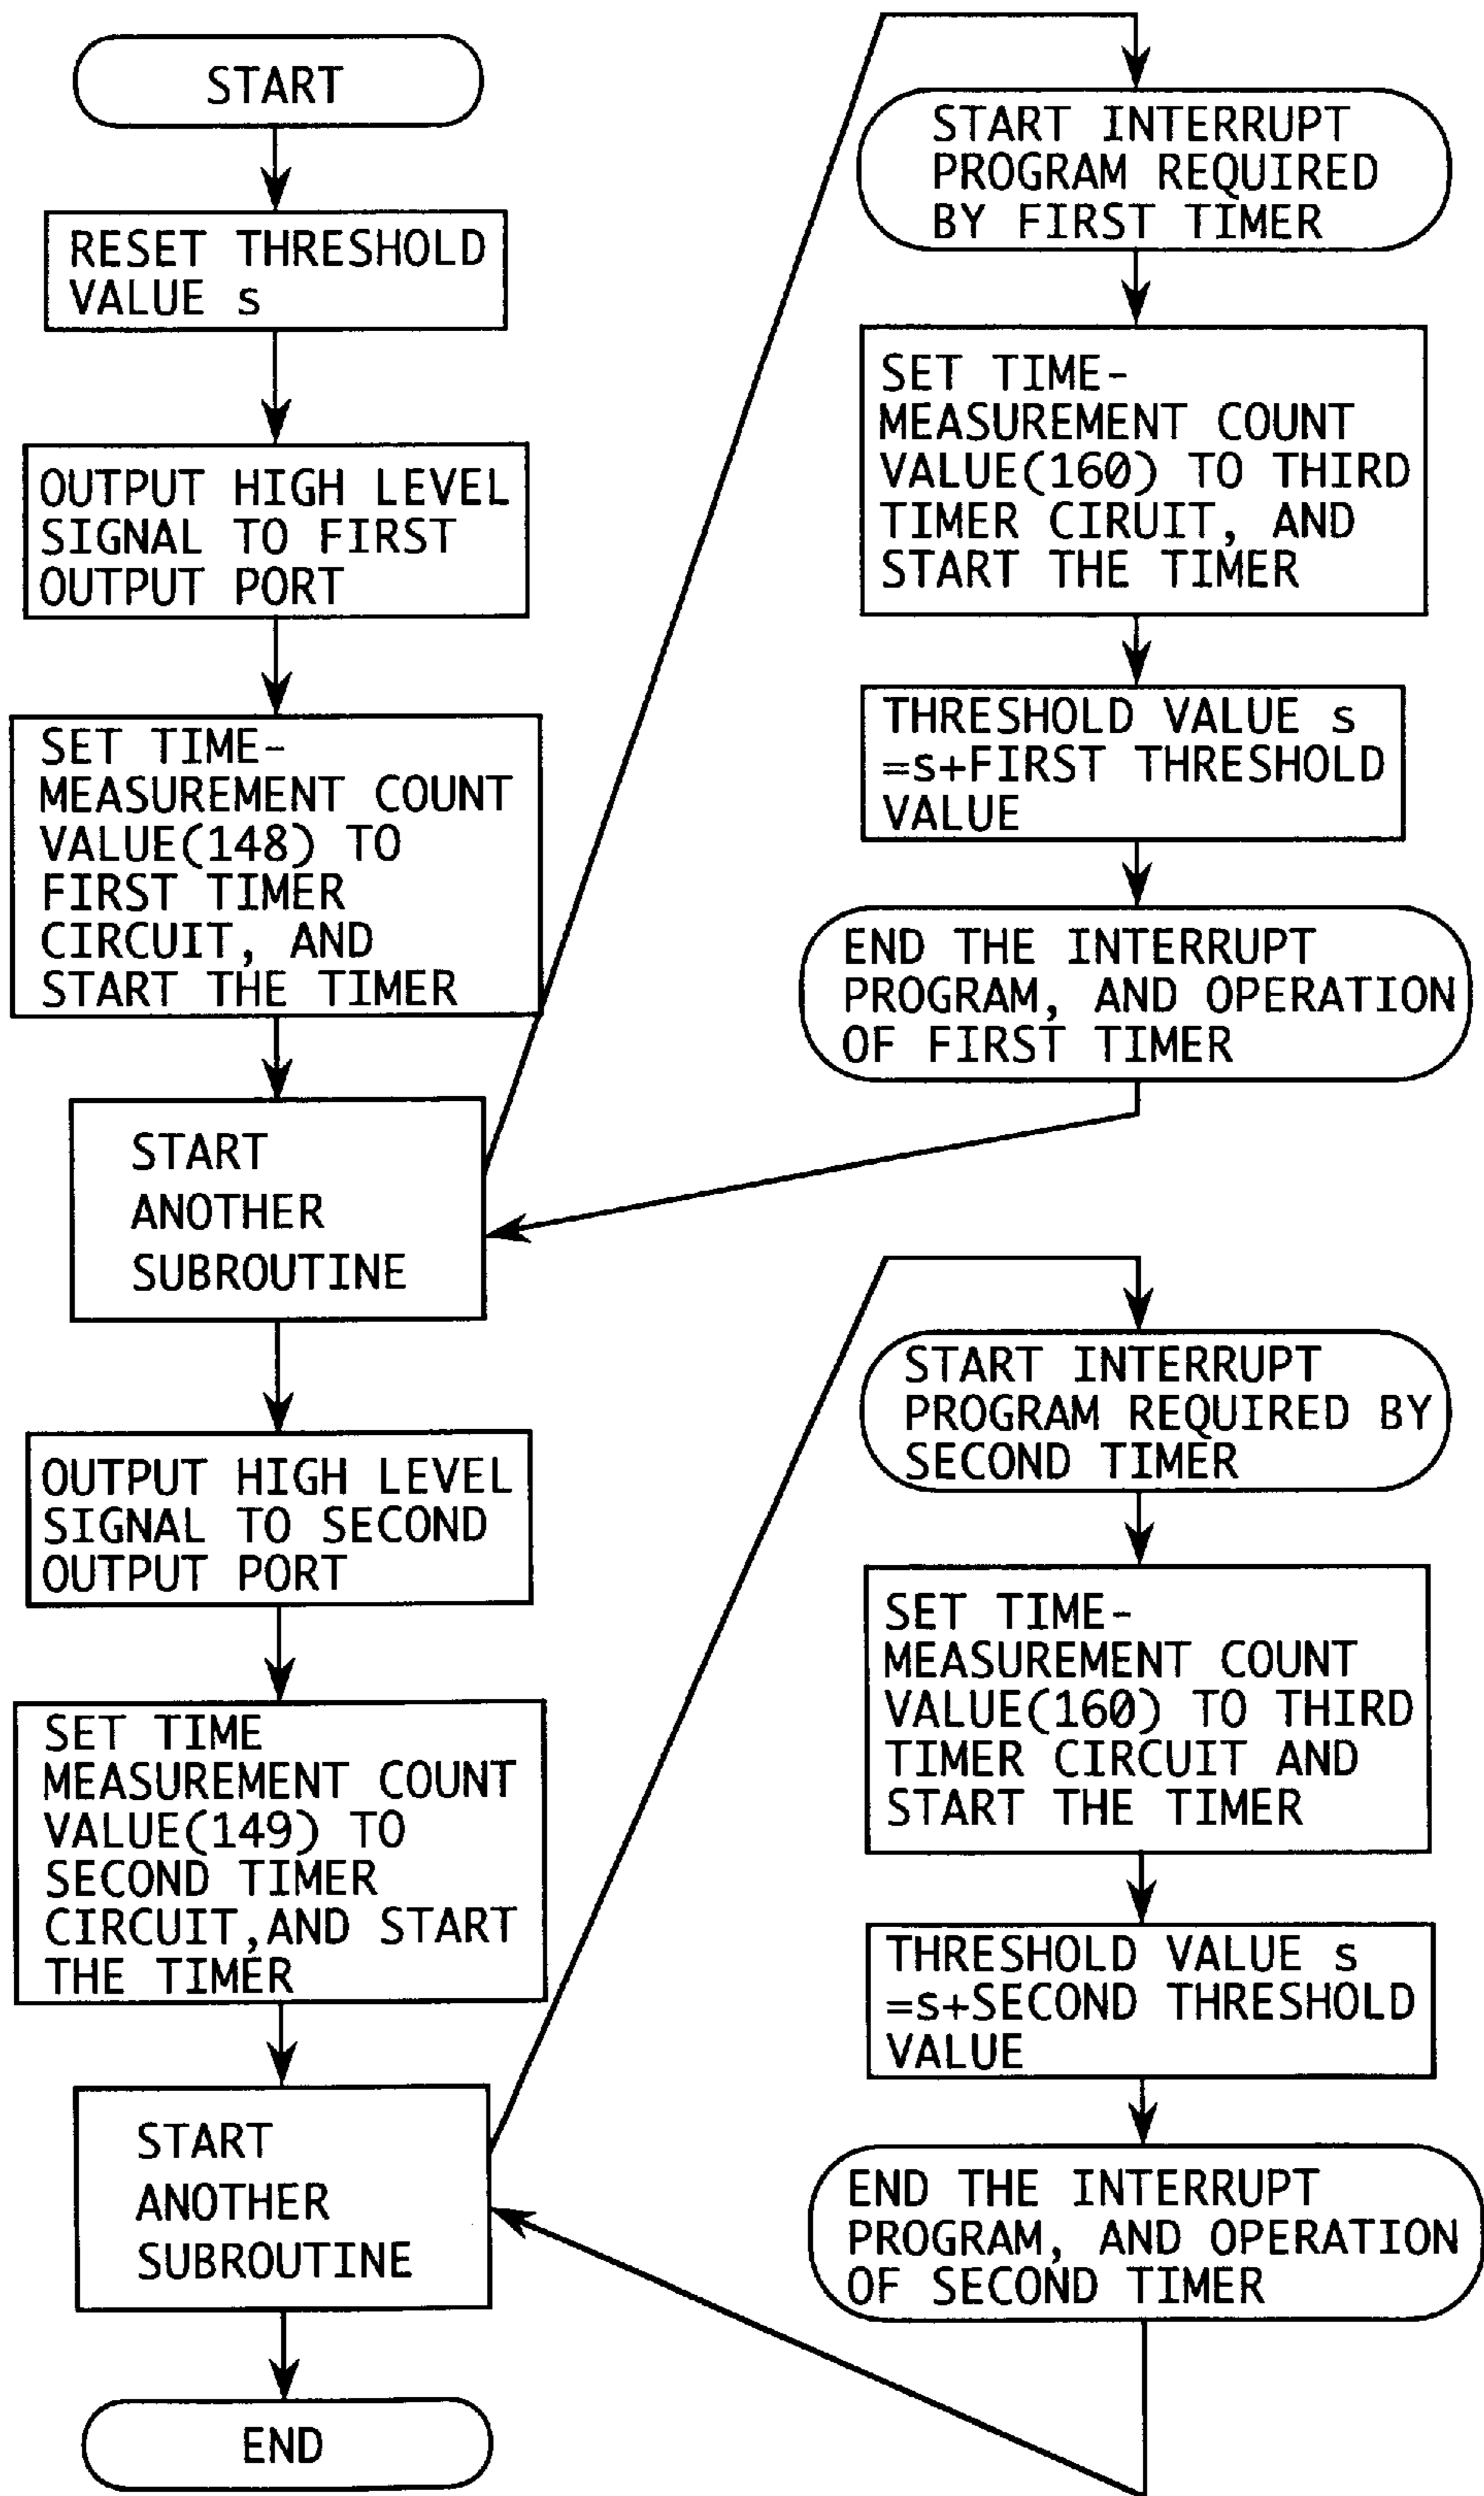 START
RESET THRESHOLD
VALUE s
OUTPUT HIGH LEVEL
SIGNAL TO FIRST
OUTPUT PORT
SET TIME-
MEASUREMENT COUNT
VALUE(148) TO
FIRST TIMER
CIRCUIT, AND
START THE TIMER
START
ANOTHER
SUBROUTINE
OUTPUT HIGH LEVEL
SIGNAL TO SECOND
OUTPUT PORT
SET TIME
MEASUREMENT COUNT
VALUE(149) TO
SECOND TIMER
CIRCUIT,AND START
THE TIMER
START
ANOTHER
SUBROUTINE
END
START INTERRUPT
PROGRAM REQUIRED
BY FIRST TIMER
SET TIME-
MEASUREMENT COUNT
VALUE(160) TO THIRD
TIMER CIRUIT, AND
START THE TIMER
THRESHOLD VALUE s
=s+FIRST THRESHOLD
VALUE
END THE INTERRUPT
PROGRAM, AND OPERATION
OF FIRST TIMER
START INTERRUPT
PROGRAM REQUIRED BY
SECOND TIMER
SET TIME-
MEASUREMENT COUNT
VALUE(160) TO THIRD
TIMER CIRCUIT AND
START THE TIMER
THRESHOLD VALUE s
=s+SECOND THRESHOLD
VALUE
END THE INTERRUPT
PROGRAM, AND OPERATION
OF SECOND TIMER